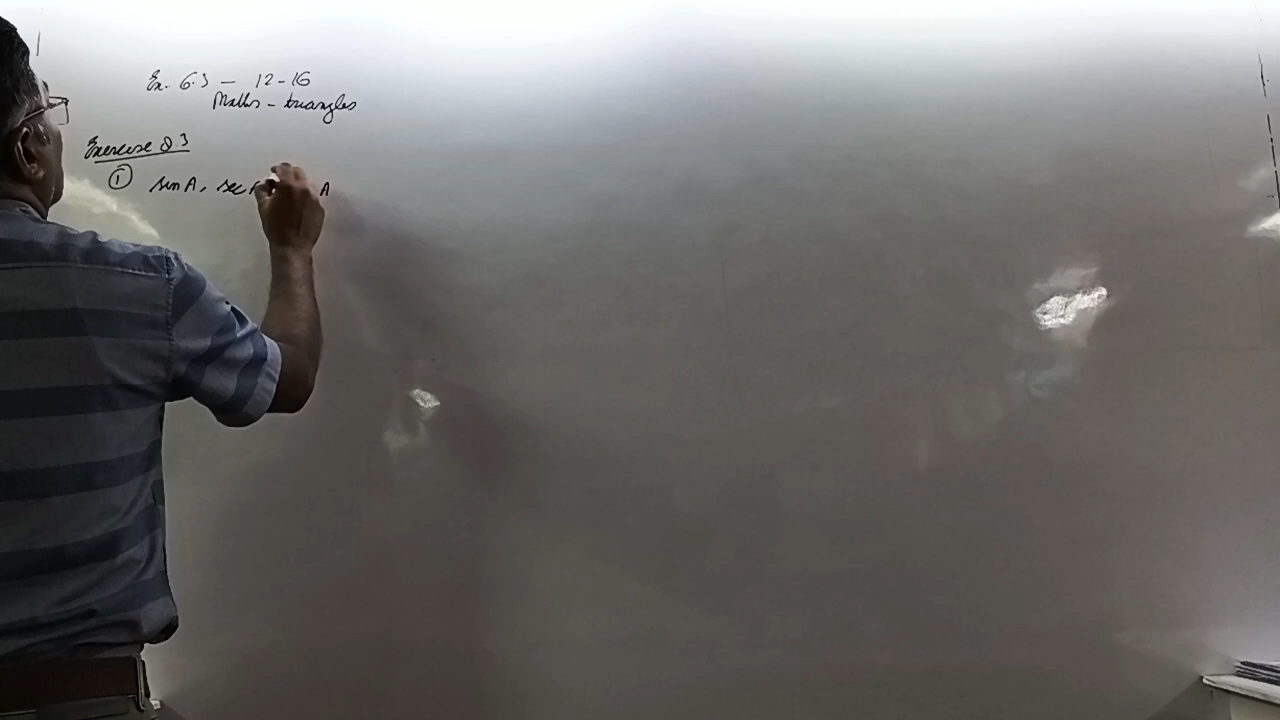 Ex. 6.3 — 12-16
Maths - triangles
Exercise 8.3
① sin A, sec A